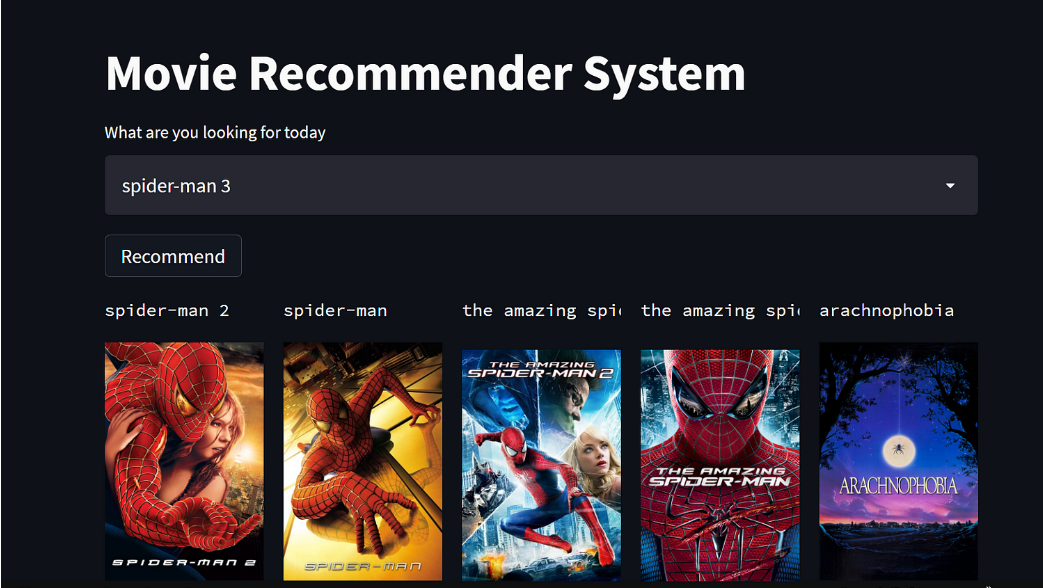 Movie Recommender System
What are you looking for today
spider-man 3
Recommend
spider-man 2
spider-man
the amazing spi
the amazing spi
arachnophobia
SPIDER-MAN 2
SPIDER-MAN
THE AMAZING
SPIDER-MAN 2
THE AMAZING
SPIDER-MAN
ARACHNOPHOBIA